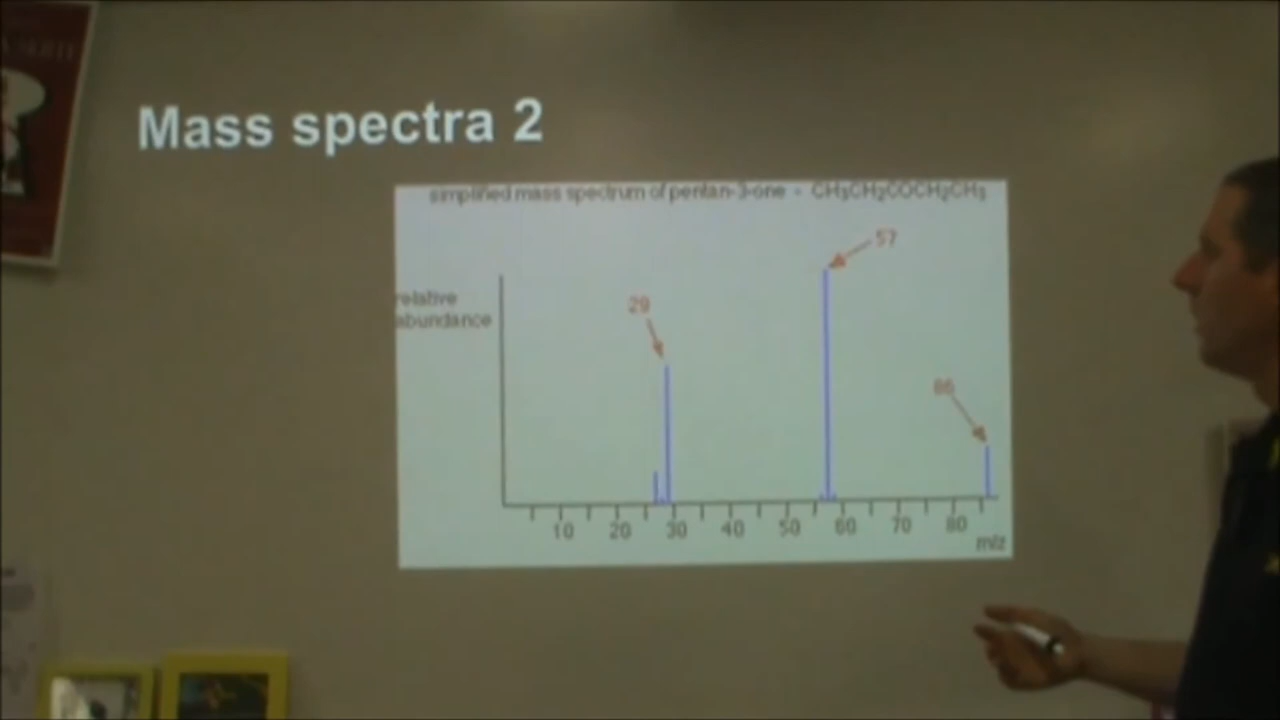 Mass spectra 2
simplified mass spectrum of pentan-3-one - CH3CH2COCH2CH3
57
29
relative
abundance
86
10 20 30 40 50 60 70 80
m/z